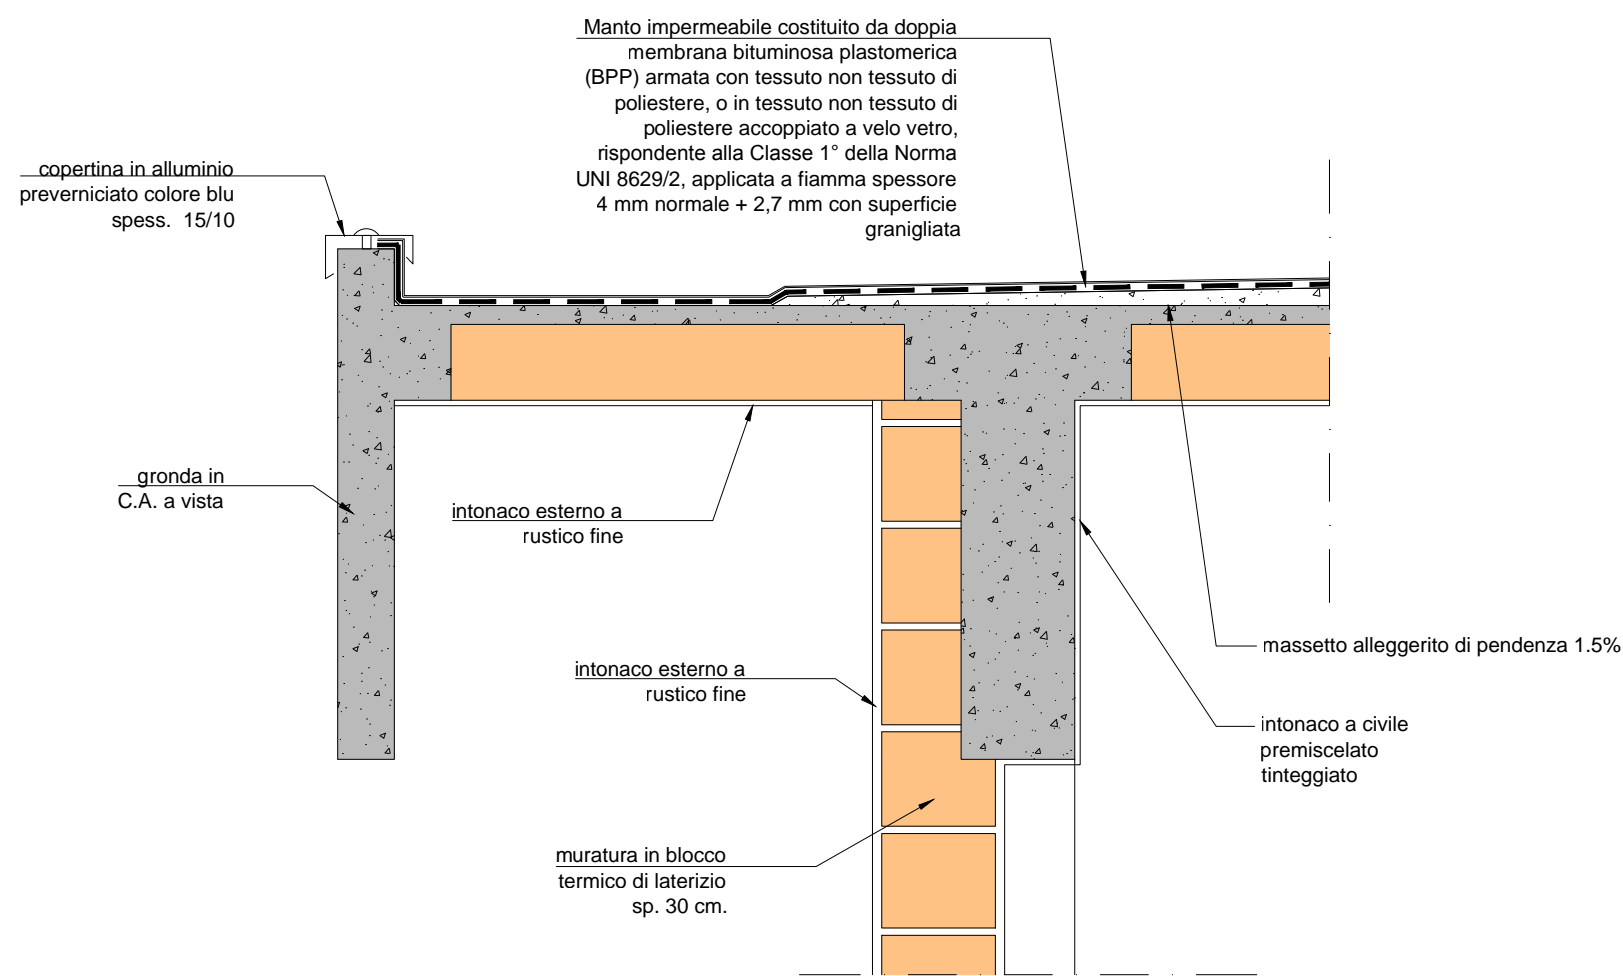 Manto impermeabile costituito da doppia
membrana bituminosa plastomerica
(BPP) armata con tessuto non tessuto di
poliestere, o in tessuto non tessuto di
poliestere accoppiato a velo vetro,
rispondente alla Classe 1° della Norma
UNI 8629/2, applicata a fiamma spessore
4 mm normale + 2,7 mm con superficie
granigliata
copertina in alluminio
preverniciato colore blu
spess. 15/10
gronda in
C.A. a vista
intonaco esterno a
rustico fine
intonaco esterno a
rustico fine
massetto alleggerito di pendenza 1.5%
intonaco a civile
premiscelato
tinteggiato
muratura in blocco
termico di laterizio
sp. 30 cm.